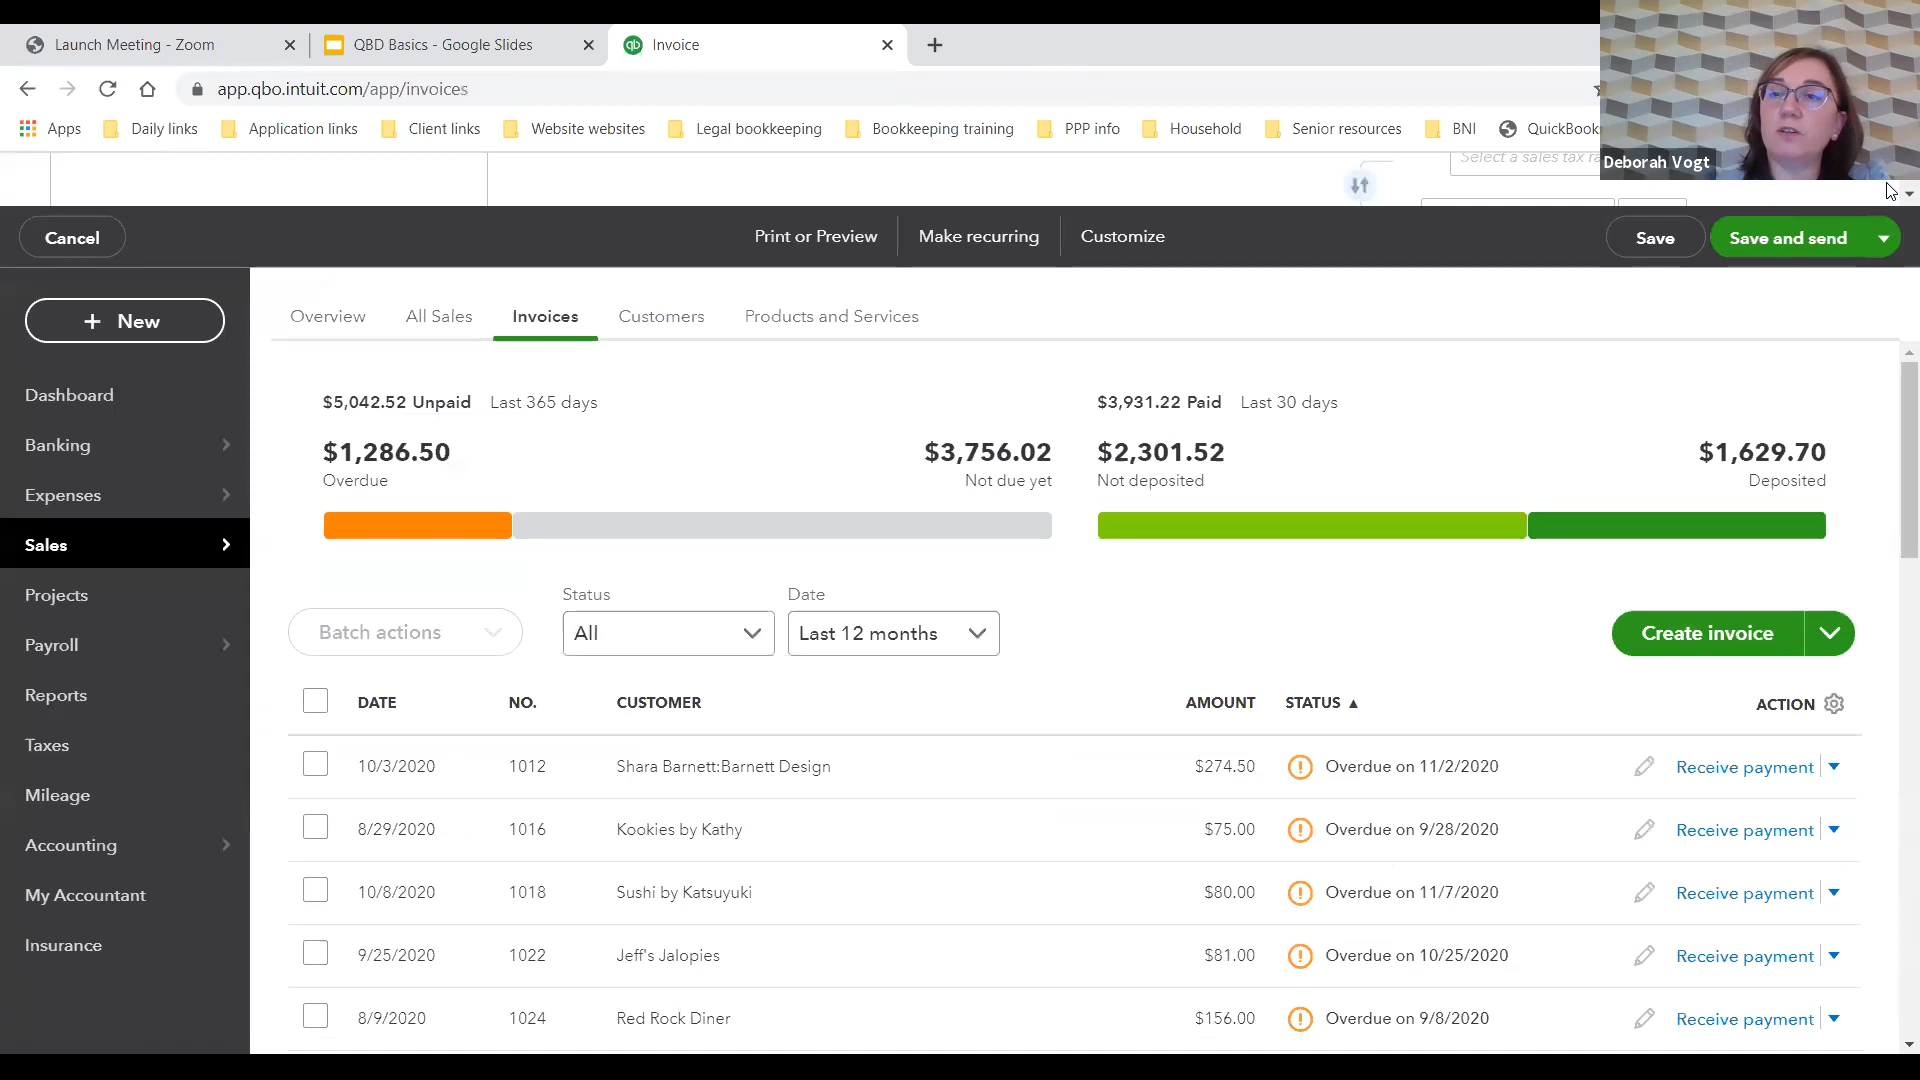 Launch Meeting - Zoom
QBD Basics - Google Slides
qb Invoice
app.qbo.intuit.com/app/invoices
Apps Daily links Application links Client links Website websites Legal bookkeeping Bookkeeping training PPP info Household Senior resources BNI
Select a sales tax
Deborah Vogt
Cancel Print or Preview Make recurring Customize Save Save and send
+ New
Dashboard
Banking
Expenses
Sales
Projects
Payroll
Reports
Taxes
Mileage
Accounting
My Accountant
Insurance
Overview All Sales Invoices Customers Products and Services
$5,042.52 Unpaid Last 365 days
$1,286.50 $3,756.02
Overdue Not due yet
$3,931.22 Paid Last 30 days
$2,301.52 $1,629.70
Not deposited Deposited
Status Date
Batch actions All Last 12 months Create invoice
DATE NO. CUSTOMER AMOUNT STATUS ▲ ACTION
10/3/2020 1012 Shara Barnett:Barnett Design $274.50 Overdue on 11/2/2020 Receive payment
8/29/2020 1016 Kookies by Kathy $75.00 Overdue on 9/28/2020 Receive payment
10/8/2020 1018 Sushi by Katsuyuki $80.00 Overdue on 11/7/2020 Receive payment
9/25/2020 1022 Jeff's Jalopies $81.00 Overdue on 10/25/2020 Receive payment
8/9/2020 1024 Red Rock Diner $156.00 Overdue on 9/8/2020 Receive payment